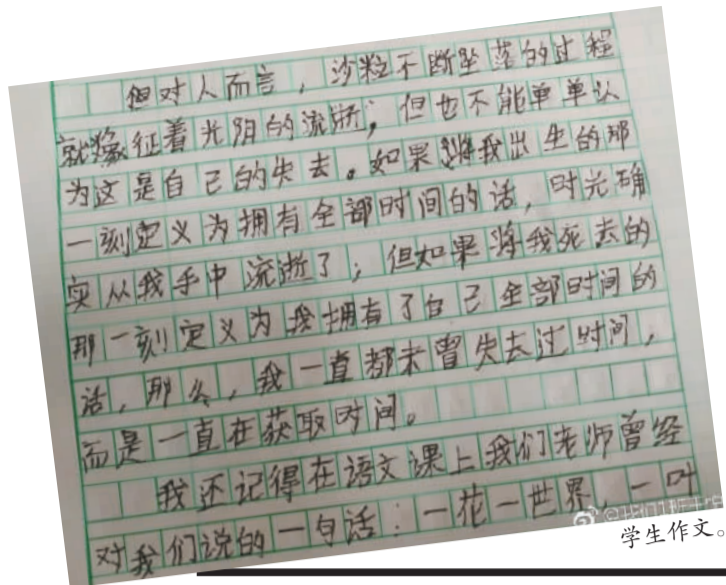 但对人而言，沙粒不断坠落的过程
就像征着光阴的流逝，但也不能单单认
为这是自己的失去。如果将我出生的那
一刻定义为拥有全部时间的话，时光确
实从我手中流逝了；但如果将我死去的
那一刻定义为我拥有了自己全部时间的
话，那么，我一直都未曾失去过时间，
而是一直在获取时间。
我还记得在语文课上我们老师曾经
对我们说的一句话：一花一世界，一叶
学生作文。